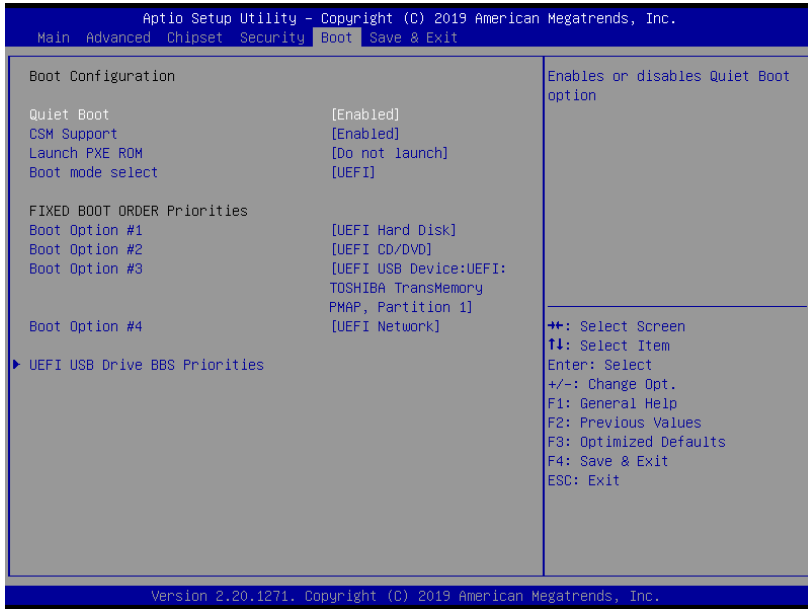 Aptio Setup Utility – Copyright (C) 2019 American Megatrends, Inc.
Main Advanced Chipset Security Boot Save & Exit
Boot Configuration
Quiet Boot [Enabled]
CSM Support [Enabled]
Launch PXE ROM [Do not launch]
Boot mode select [UEFI]
FIXED BOOT ORDER Priorities
Boot Option #1 [UEFI Hard Disk]
Boot Option #2 [UEFI CD/DVD]
Boot Option #3 [UEFI USB Device:UEFI:
TOSHIBA TransMemory
PMAP, Partition 1]
Boot Option #4 [UEFI Network]
UEFI USB Drive BBS Priorities
Enables or disables Quiet Boot
option
→←: Select Screen
↑↓: Select Item
Enter: Select
+/-: Change Opt.
F1: General Help
F2: Previous Values
F3: Optimized Defaults
F4: Save & Exit
ESC: Exit
Version 2.20.1271. Copyright (C) 2019 American Megatrends, Inc.